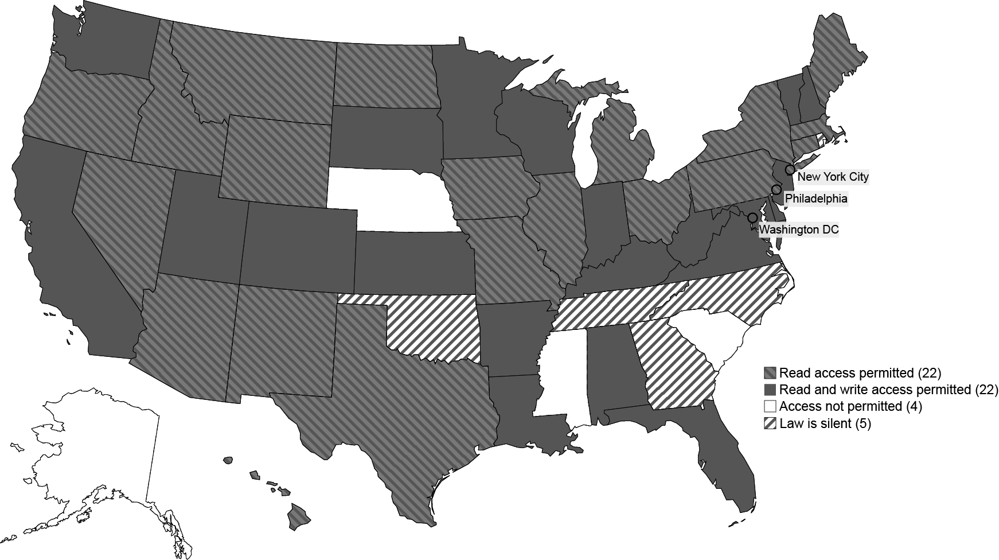 New York City
Philadelphia
Washington DC
Read access permitted (22)
Read and write access permitted (22)
Access not permitted (4)
Law is silent (5)